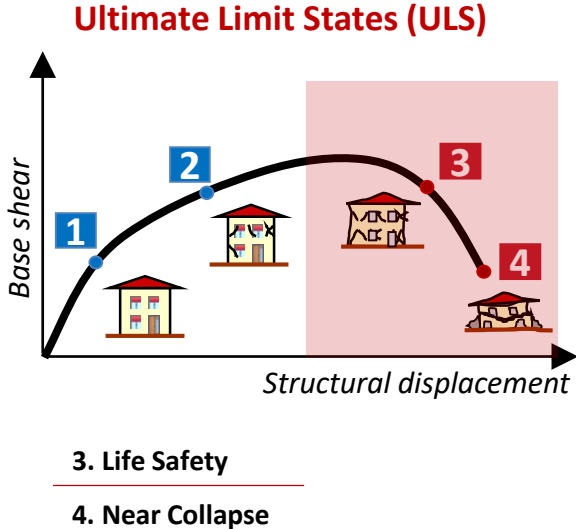 Ultimate Limit States (ULS)
Base shear
1
2
3
4
Structural displacement
3. Life Safety
4. Near Collapse